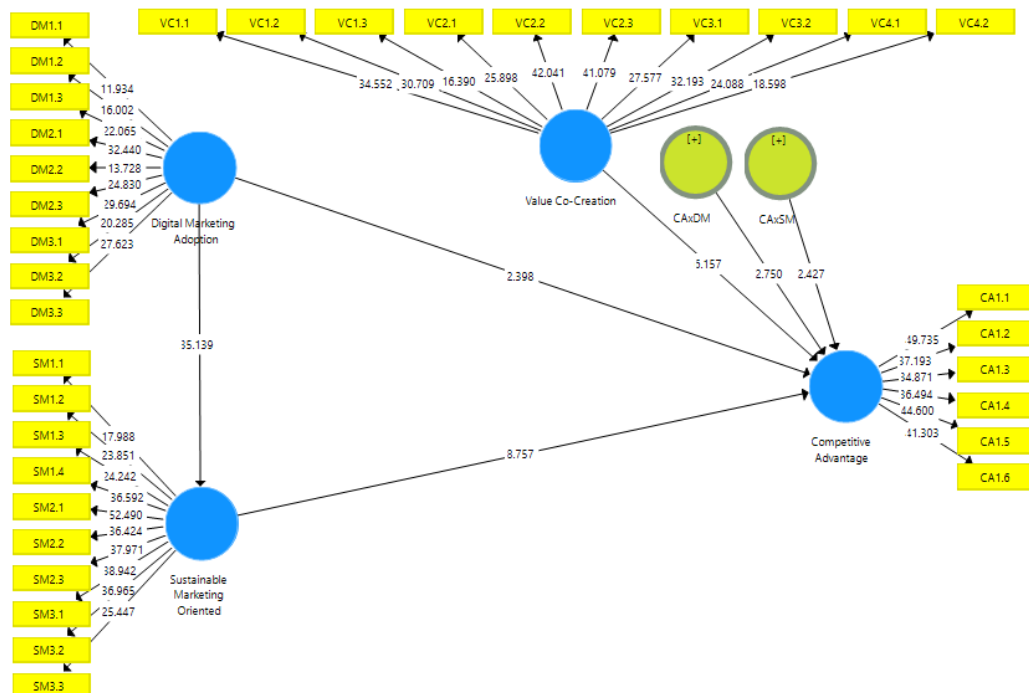 DM1.1
DM1.2
DM1.3
DM2.1
DM2.2
DM2.3
DM3.1
DM3.2
DM3.3
11.934
16.002
22.065
32.440
13.728
24.830
29.694
20.285
27.623
Digital Marketing
Adoption
VC1.1
VC1.2
VC1.3
VC2.1
VC2.2
VC2.3
VC3.1
VC3.2
VC4.1
VC4.2
34.552
30.709
16.390
25.898
42.041
41.079
27.577
32.193
24.088
18.598
Value Co-Creation
[+]
CAxDM
[+]
CAxSM
35.139
2.398
5.157
2.750
2.427
8.757
SM1.1
SM1.2
SM1.3
SM1.4
SM2.1
SM2.2
SM2.3
SM3.1
SM3.2
SM3.3
17.988
23.851
24.242
36.592
52.490
36.424
37.971
38.942
36.965
25.447
Sustainable
Marketing
Oriented
Competitive
Advantage
49.735
37.193
34.871
36.494
44.600
41.303
CA1.1
CA1.2
CA1.3
CA1.4
CA1.5
CA1.6